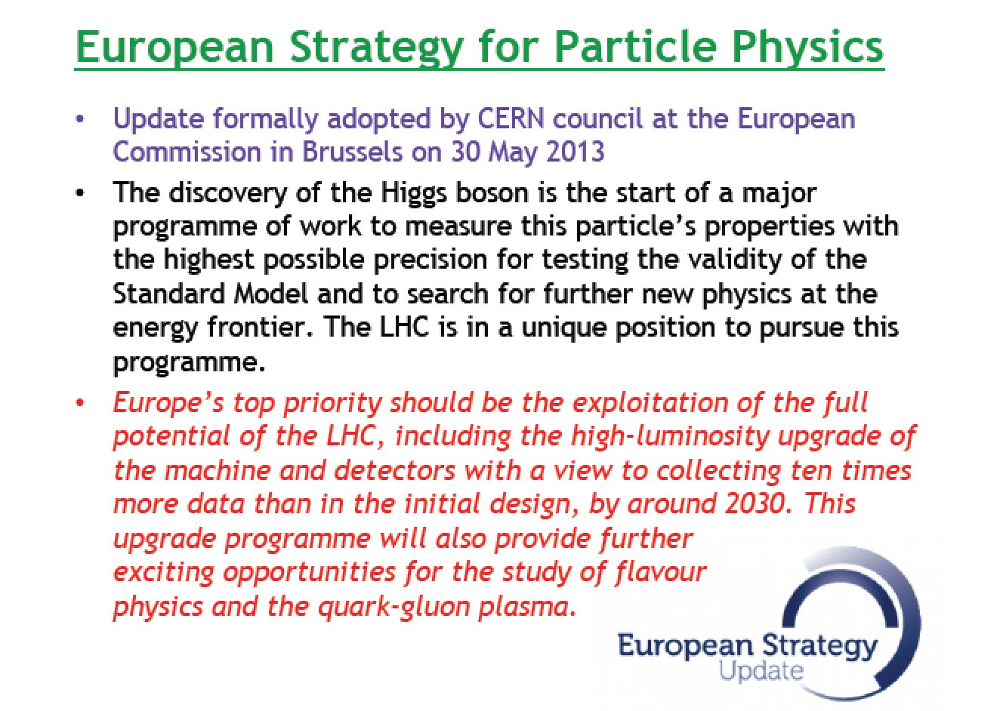 European Strategy for Particle Physics
• Update formally adopted by CERN council at the European
Commission in Brussels on 30 May 2013
• The discovery of the Higgs boson is the start of a major
programme of work to measure this particle’s properties with
the highest possible precision for testing the validity of the
Standard Model and to search for further new physics at the
energy frontier. The LHC is in a unique position to pursue this
programme.
• Europe’s top priority should be the exploitation of the full
potential of the LHC, including the high-luminosity upgrade of
the machine and detectors with a view to collecting ten times
more data than in the initial design, by around 2030. This
upgrade programme will also provide further
exciting opportunities for the study of flavour
physics and the quark-gluon plasma.
European Strategy
Update